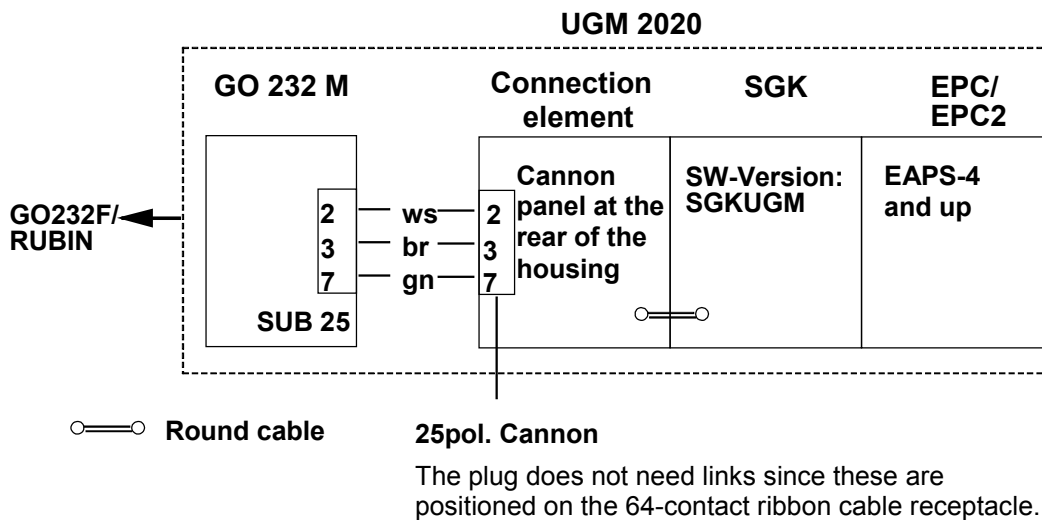 UGM 2020
GO 232 M
Connection
element
SGK
EPC/
EPC2
GO232F/
RUBIN
2
3
7
SUB 25
ws
br
gn
2
3
7
Cannon
panel at the
rear of the
housing
SW-Version:
SGKUGM
EAPS-4
and up
Round cable
25pol. Cannon
The plug does not need links since these are
positioned on the 64-contact ribbon cable receptacle.